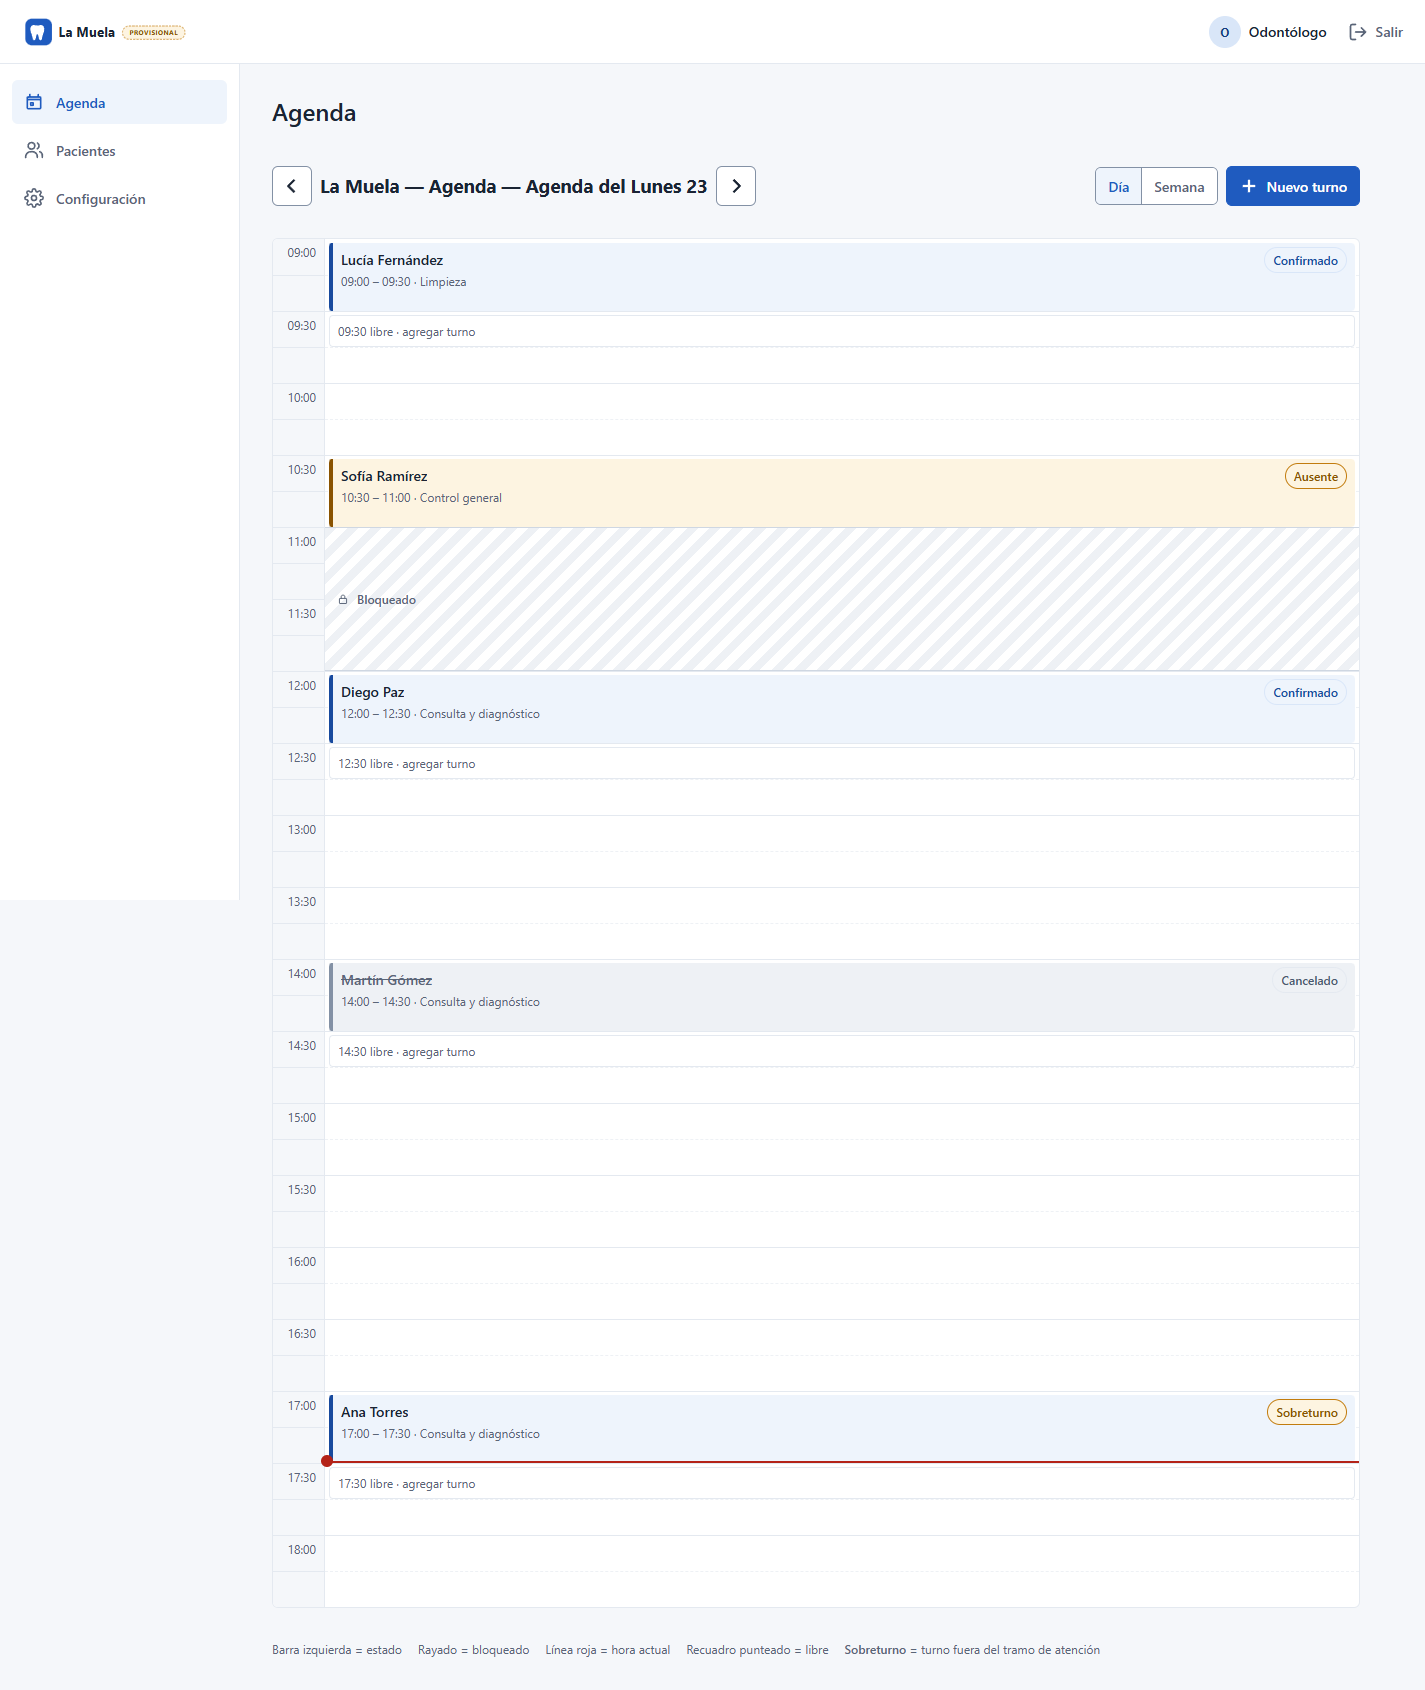 La Muela PROVISIONAL
O Odontólogo Salir
Agenda
Pacientes
Configuración
Agenda
La Muela — Agenda — Agenda del Lunes 23
Día Semana + Nuevo turno
09:00 Lucía Fernández Confirmado
09:00 – 09:30 · Limpieza
09:30 09:30 libre · agregar turno
10:00
10:30 Sofía Ramírez Ausente
10:30 – 11:00 · Control general
11:00
Bloqueado
11:30
12:00 Diego Paz Confirmado
12:00 – 12:30 · Consulta y diagnóstico
12:30 12:30 libre · agregar turno
13:00
13:30
14:00 Martín Gómez Cancelado
14:00 – 14:30 · Consulta y diagnóstico
14:30 14:30 libre · agregar turno
15:00
15:30
16:00
16:30
17:00 Ana Torres Sobreturno
17:00 – 17:30 · Consulta y diagnóstico
17:30 17:30 libre · agregar turno
18:00
Barra izquierda = estado Rayado = bloqueado Línea roja = hora actual Recuadro punteado = libre Sobreturno = turno fuera del tramo de atención